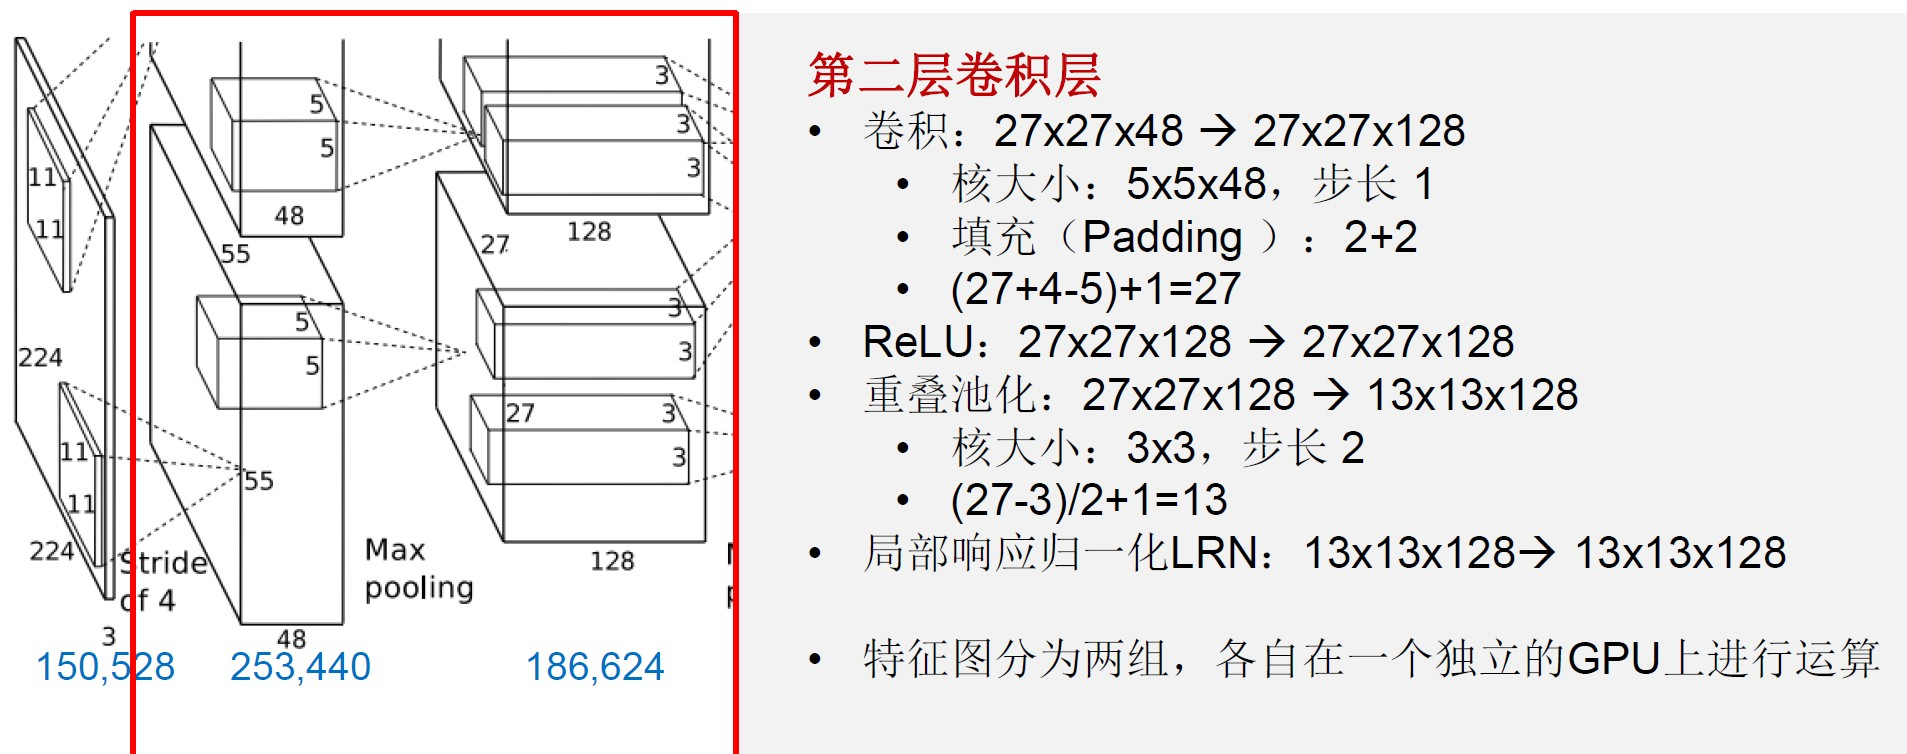 5
5
48
55
3
3
3
128
27
11
11
224
5
5
55
48
3
3
27
3
3
128
11
11
224
3
Stride
of 4
Max
pooling
150,528
253,440
186,624
第二层卷积层
• 卷积：27x27x48 → 27x27x128
• 核大小：5x5x48，步长 1
• 填充（Padding ）：2+2
• (27+4-5)+1=27
• ReLU：27x27x128 → 27x27x128
• 重叠池化：27x27x128 → 13x13x128
• 核大小：3x3，步长 2
• (27-3)/2+1=13
• 局部响应归一化LRN：13x13x128→ 13x13x128
• 特征图分为两组，各自在一个独立的GPU上进行运算